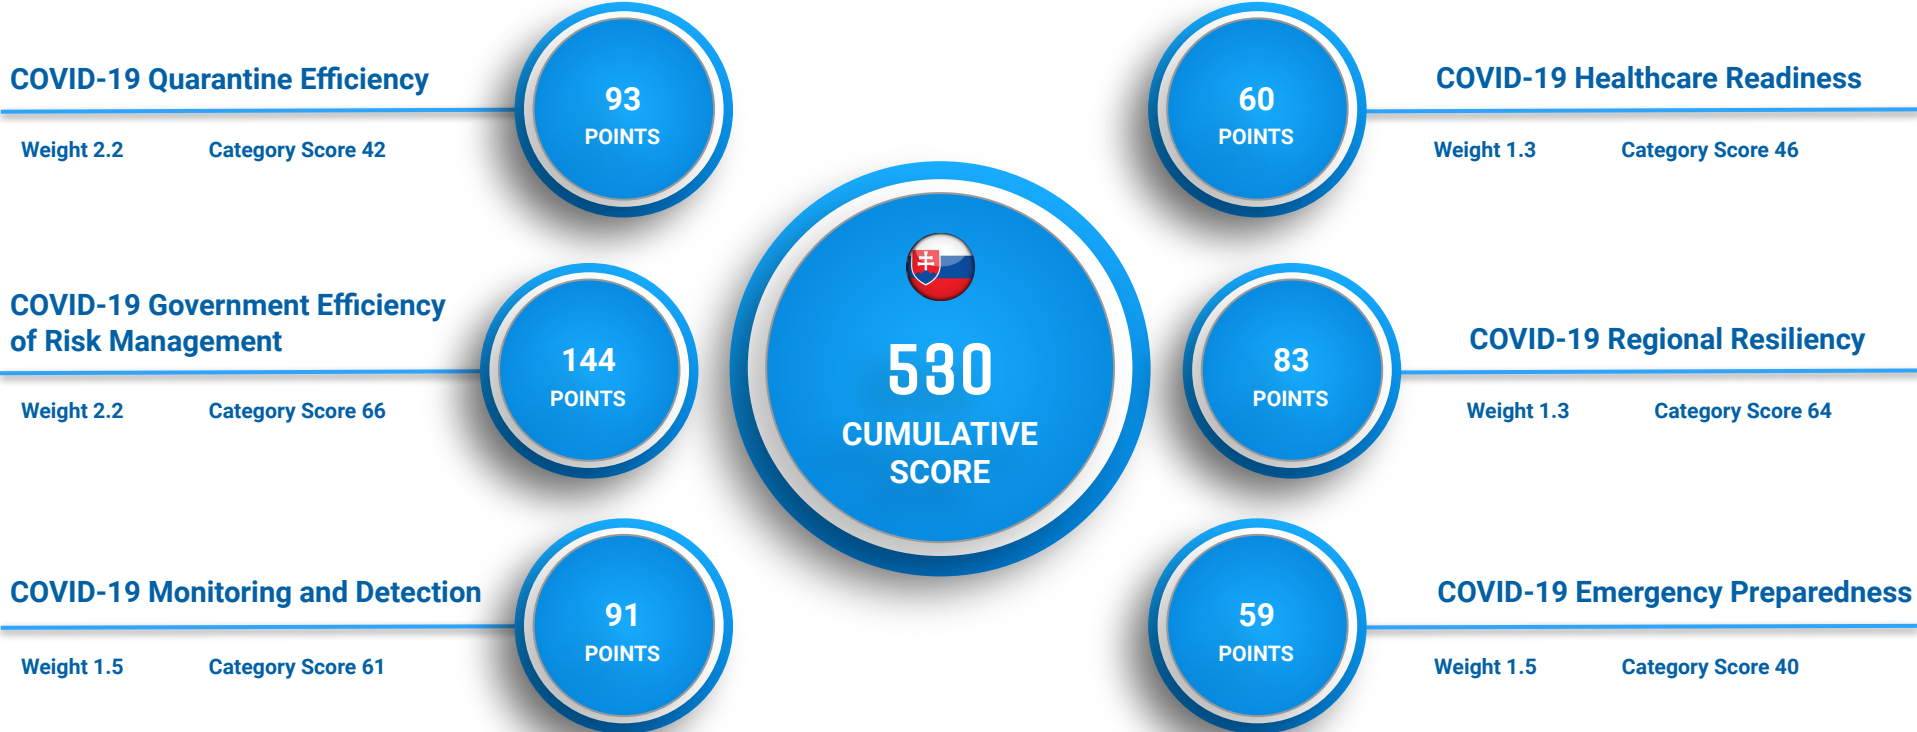 COVID-19 Quarantine Efficiency
Weight 2.2 Category Score 42
93
POINTS
COVID-19 Government Efficiency
of Risk Management
Weight 2.2 Category Score 66
144
POINTS
COVID-19 Monitoring and Detection
Weight 1.5 Category Score 61
91
POINTS
530
CUMULATIVE
SCORE
60
POINTS
COVID-19 Healthcare Readiness
Weight 1.3 Category Score 46
83
POINTS
COVID-19 Regional Resiliency
Weight 1.3 Category Score 64
59
POINTS
COVID-19 Emergency Preparedness
Weight 1.5 Category Score 40